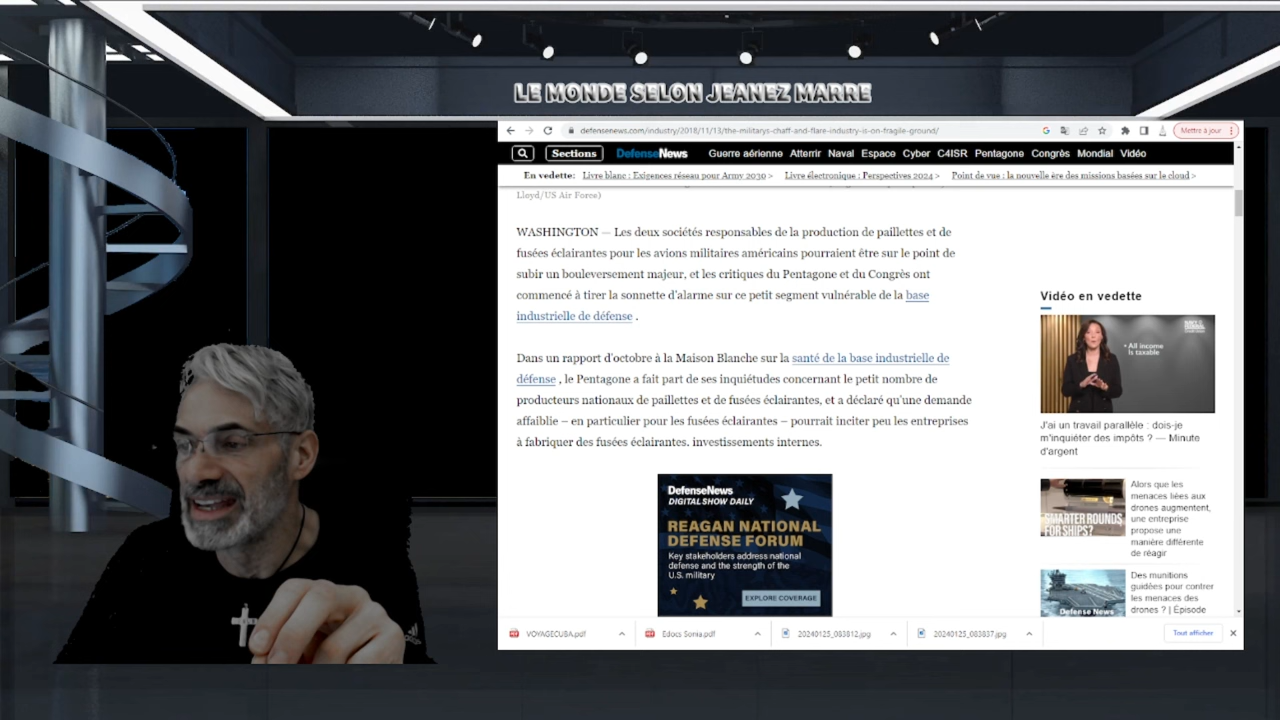 LE MONDE SELON JEANEZ MARRE
defensenews.com/industry/2018/11/13/the-militarys-chaff-and-flare-industry-is-on-fragile-ground/
Mettre à jour
Sections
DefenseNews
Guerre aérienne Atterrir Naval Espace Cyber C4ISR Pentagone Congrès Mondial Vidéo
En vedette: Livre blanc : Exigences réseau pour Army 2030 > Livre électronique : Perspectives 2024 > Point de vue : la nouvelle ère des missions basées sur le cloud >
Lloyd/US Air Force)
WASHINGTON — Les deux sociétés responsables de la production de paillettes et de
fusées éclairantes pour les avions militaires américains pourraient être sur le point de
subir un bouleversement majeur, et les critiques du Pentagone et du Congrès ont
commencé à tirer la sonnette d'alarme sur ce petit segment vulnérable de la base
industrielle de défense .
Dans un rapport d'octobre à la Maison Blanche sur la santé de la base industrielle de
défense , le Pentagone a fait part de ses inquiétudes concernant le petit nombre de
producteurs nationaux de paillettes et de fusées éclairantes, et a déclaré qu'une demande
affaiblie – en particulier pour les fusées éclairantes – pourrait inciter peu les entreprises
à fabriquer des fusées éclairantes. investissements internes.
DefenseNews
DIGITAL SHOW DAILY
REAGAN NATIONAL
DEFENSE FORUM
Key stakeholders address national
defense and the strength of the
U.S. military
EXPLORE COVERAGE
Vidéo en vedette
• All income
is taxable
J'ai un travail parallèle : dois-je
m'inquiéter des impôts ? — Minute
d'argent
SMARTER ROUNDS
FOR SHIPS?
Alors que les
menaces liées aux
drones augmentent,
une entreprise
propose une
manière différente
de réagir
Defense News
Des munitions
guidées pour contrer
les menaces des
drones ? | Épisode
VOYAGECUBA.pdf
Edocs Sonia.pdf
20240125_083812.jpg
20240125_083837.jpg
Tout afficher